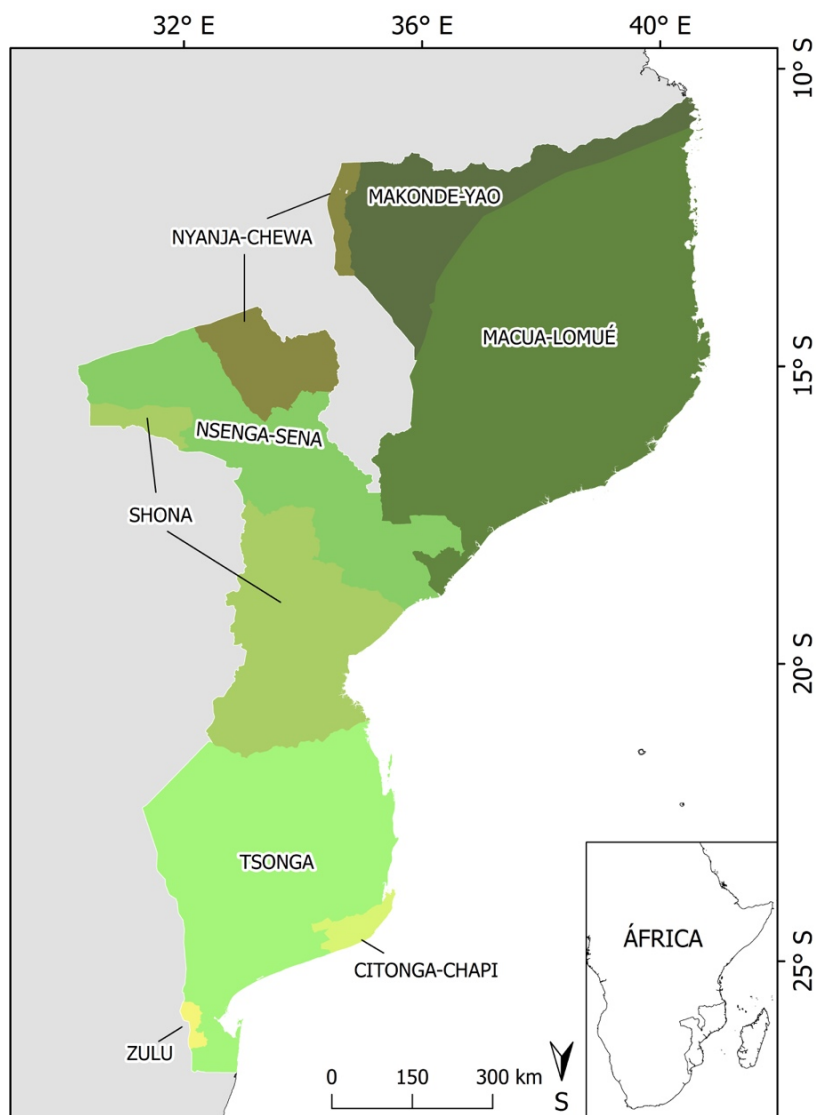 32° E
36° E
40° E
10° S
MAKONDE-YAO
NYANJA-CHEWA
MACUA-LOMUÉ
15° S
NSENGA-SENA
SHONA
20° S
TSONGA
ÁFRICA
CITONGA-CHAPI
25° S
ZULU
0 150 300 km
S